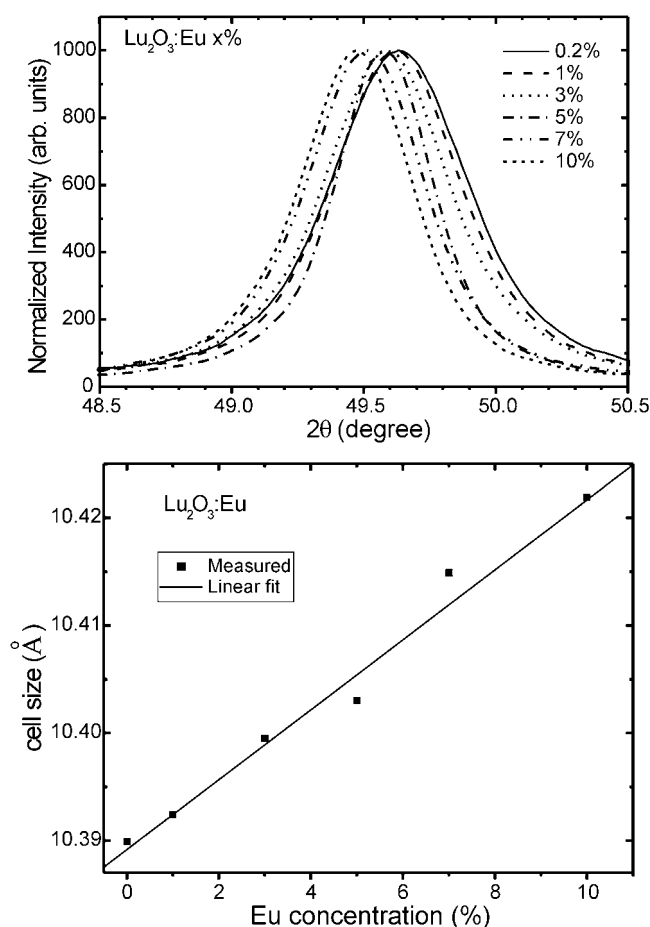 Lu₂O₃:Eu x%
0.2%
1%
3%
5%
7%
10%
Normalized Intensity (arb. units)
1000
800
600
400
200
0
48.5 49.0 49.5 50.0 50.5
2θ (degree)
Lu₂O₃:Eu
Measured
Linear fit
cell size (Å)
10.42
10.41
10.40
10.39
0 2 4 6 8 10
Eu concentration (%)